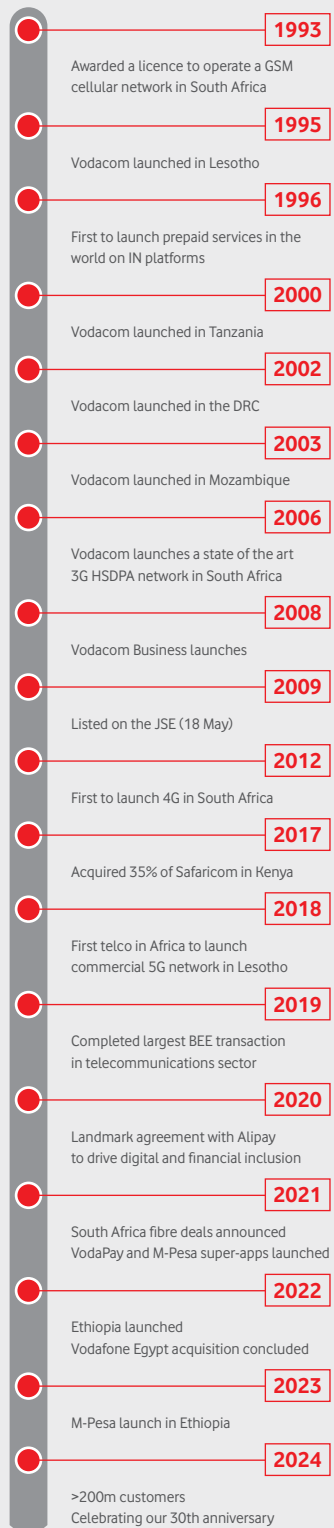 1993
Awarded a licence to operate a GSM
cellular network in South Africa
1995
Vodacom launched in Lesotho
1996
First to launch prepaid services in the
world on IN platforms
2000
Vodacom launched in Tanzania
2002
Vodacom launched in the DRC
2003
Vodacom launched in Mozambique
2006
Vodacom launches a state of the art
3G HSDPA network in South Africa
2008
Vodacom Business launches
2009
Listed on the JSE (18 May)
2012
First to launch 4G in South Africa
2017
Acquired 35% of Safaricom in Kenya
2018
First telco in Africa to launch
commercial 5G network in Lesotho
2019
Completed largest BEE transaction
in telecommunications sector
2020
Landmark agreement with Alipay
to drive digital and financial inclusion
2021
South Africa fibre deals announced
VodaPay and M-Pesa super-apps launched
2022
Ethiopia launched
Vodafone Egypt acquisition concluded
2023
M-Pesa launch in Ethiopia
2024
>200m customers
Celebrating our 30th anniversary